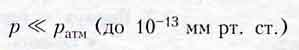 p ≪ pатм (до 10⁻¹³ мм рт. ст.)